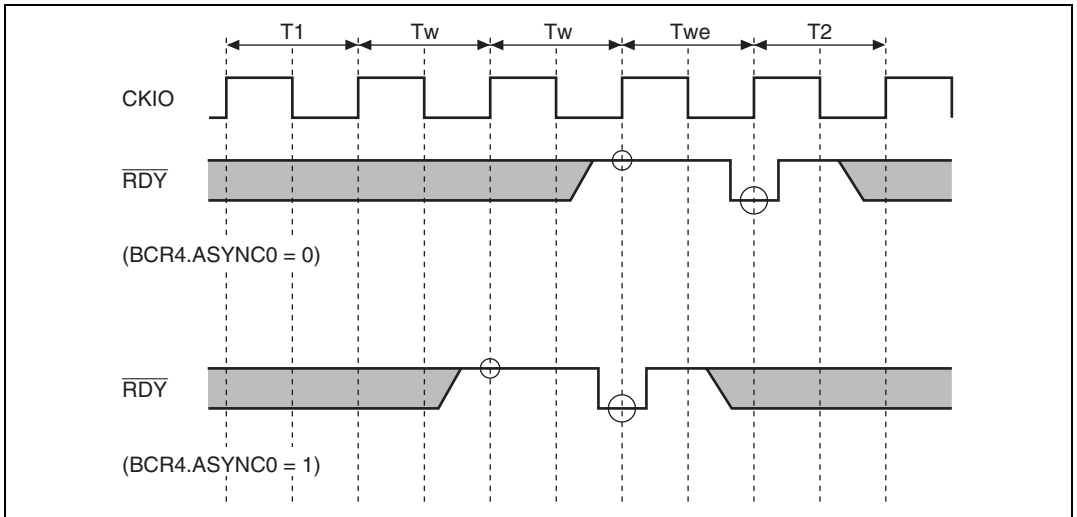 T1 Tw Tw Twe T2
CKIO
RDY
(BCR4.ASYNC0 = 0)
RDY
(BCR4.ASYNC0 = 1)